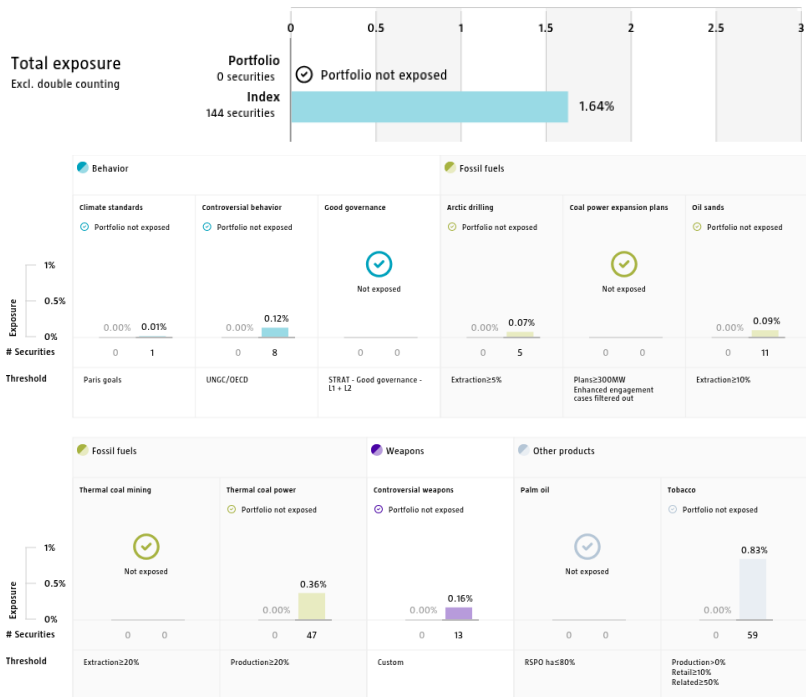 0 0.5 1 1.5 2 2.5 3
Total exposure
Excl. double counting
Portfolio
0 securities
Portfolio not exposed
Index
144 securities
1.64%
Behavior
Fossil fuels
Climate standards
Portfolio not exposed
Controversial behavior
Portfolio not exposed
Good governance
Not exposed
Arctic drilling
Portfolio not exposed
Coal power expansion plans
Not exposed
Oil sands
Portfolio not exposed
Exposure
1%
0.5%
0%
0.00% 0.01%
0.00% 0.12%
0.00% 0.07%
0.00% 0.09%
# Securities
0 1
0 8
0 0
0 5
0 0
0 11
Threshold
Paris goals
UNGC/OECD
STRAT - Good governance -
L1 + L2
Extraction≥5%
Plans≥300MW
Enhanced engagement
cases filtered out
Extraction≥10%
Fossil fuels
Weapons
Other products
Thermal coal mining
Not exposed
Thermal coal power
Portfolio not exposed
Controversial weapons
Portfolio not exposed
Palm oil
Not exposed
Tobacco
Portfolio not exposed
Exposure
1%
0.5%
0%
0.00% 0.36%
0.00% 0.16%
0.00% 0.83%
# Securities
0 0
0 47
0 13
0 0
0 59
Threshold
Extraction≥20%
Production≥20%
Custom
RSPO ha≤80%
Production>0%
Retail≥10%
Related≥50%